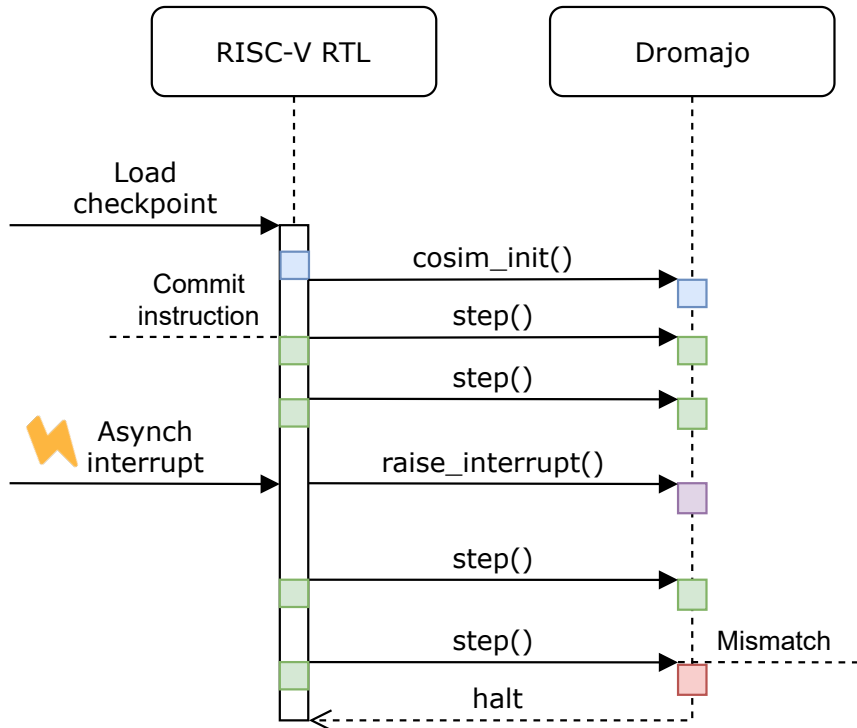 RISC-V RTL
Dromajo
Load
checkpoint
cosim_init()
Commit
instruction
step()
step()
Asynch
interrupt
raise_interrupt()
step()
step()
Mismatch
halt